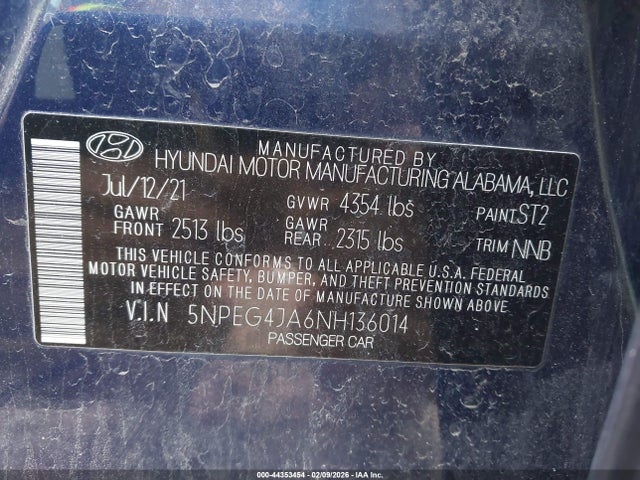 MANUFACTURED BY
HYUNDAI MOTOR MANUFACTURING ALABAMA, LLC
Jul/12/21 GVWR 4354 lbs PAINT ST2
GAWR FRONT 2513 lbs GAWR REAR 2315 lbs TRIM NNB
THIS VEHICLE CONFORMS TO ALL APPLICABLE U.S.A. FEDERAL
MOTOR VEHICLE SAFETY, BUMPER, AND THEFT PREVENTION STANDARDS
IN EFFECT ON THE DATE OF MANUFACTURE SHOWN ABOVE
V.I.N 5NPEG4JA6NH136014
PASSENGER CAR
000-44353454 - 02/09/2026 - IAA Inc.